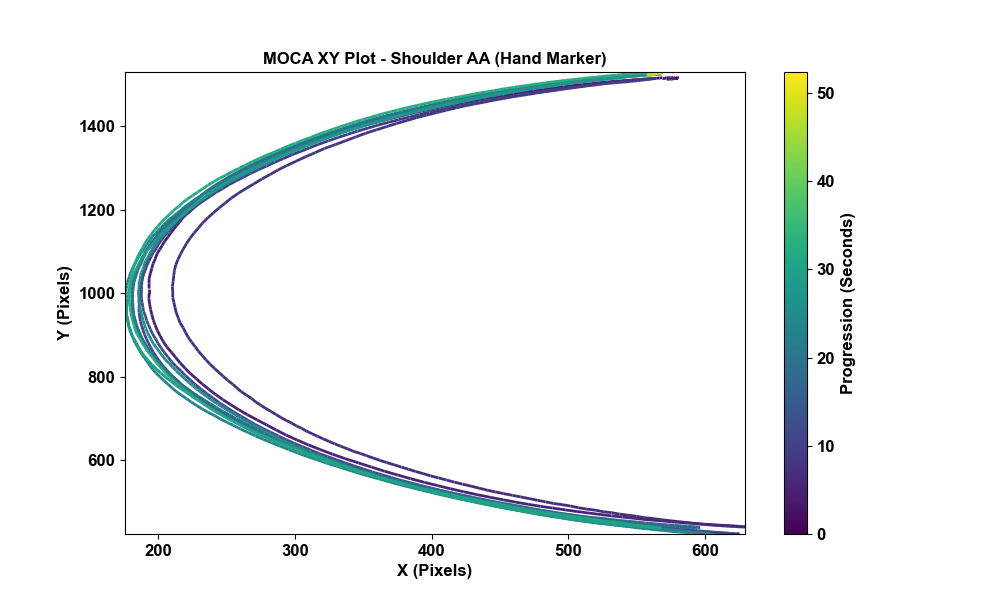 MOCA XY Plot - Shoulder AA (Hand Marker)
1400
1200
1000
800
600
Y (Pixels)
200 300 400 500 600
X (Pixels)
50
40
30
20
10
0
Progression (Seconds)